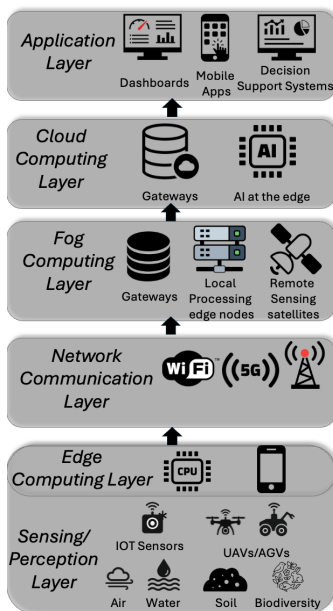 Application
Layer
Dashboards
Mobile
Apps
Decision
Support Systems
Cloud
Computing
Layer
AI
Gateways
AI at the edge
Fog
Computing
Layer
Gateways
Local
Processing
edge nodes
Remote
Sensing
satellites
Network
Communication
Layer
WiFi
((5G))
Edge
Computing Layer
CPU
Sensing/
Perception
Layer
IOT Sensors
UAVs/AGVs
Air
Water
Soil
Biodiversity